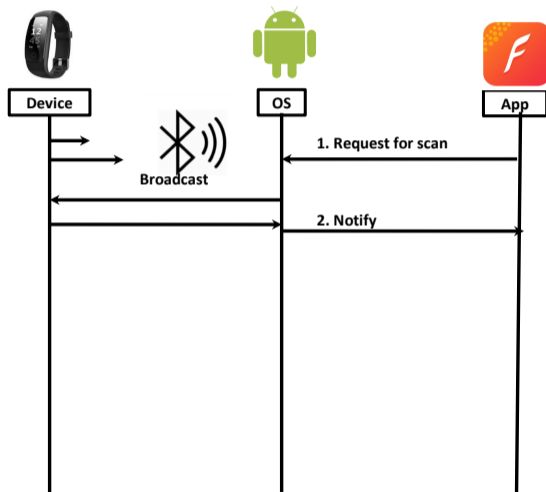 Device
OS
App
1. Request for scan
Broadcast
2. Notify